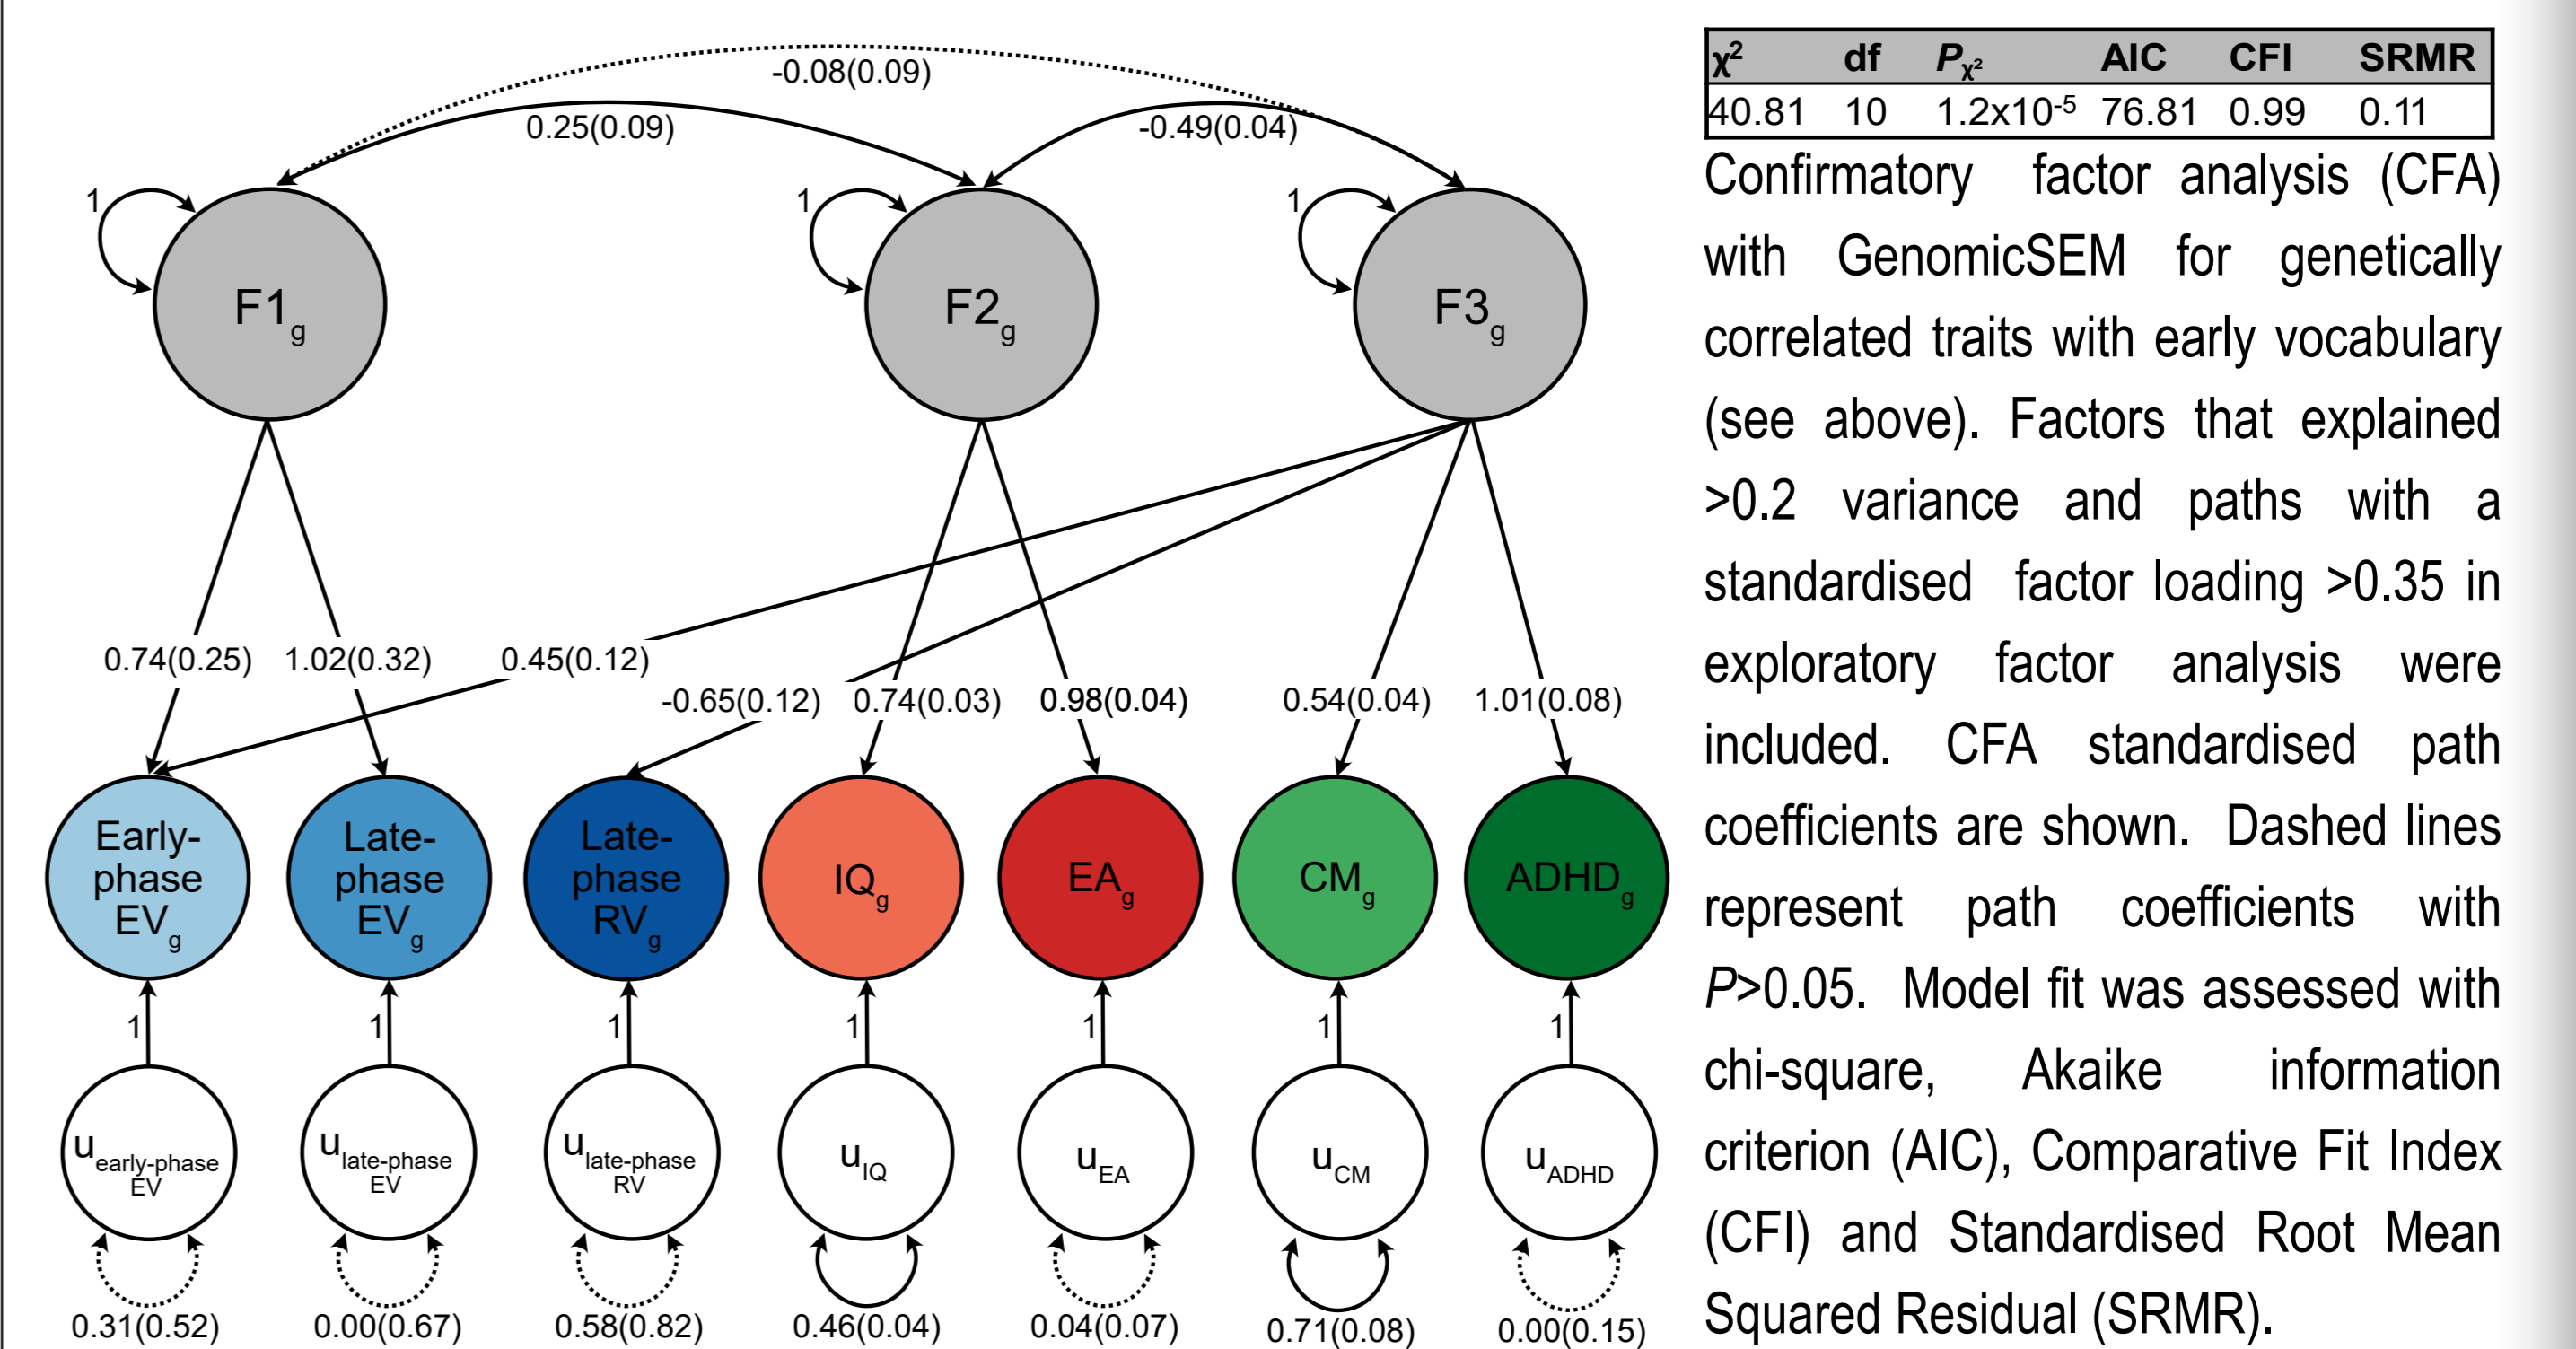 -0.08(0.09)
0.25(0.09)
-0.49(0.04)
1
1
1
F1g
F2g
F3g
0.74(0.25)
1.02(0.32)
0.45(0.12)
-0.65(0.12)
0.74(0.03)
0.98(0.04)
0.54(0.04)
1.01(0.08)
Early-
phase
EVg
Late-
phase
EVg
Late-
phase
RVg
IQg
EAg
CMg
ADHDg
1
1
1
1
1
1
1
u early-phase
EV
u late-phase
EV
u late-phase
RV
uIQ
uEA
uCM
uADHD
0.31(0.52)
0.00(0.67)
0.58(0.82)
0.46(0.04)
0.04(0.07)
0.71(0.08)
0.00(0.15)
χ² df Pχ² AIC CFI SRMR
40.81 10 1.2x10⁻⁵ 76.81 0.99 0.11
Confirmatory factor analysis (CFA)
with GenomicSEM for genetically
correlated traits with early vocabulary
(see above). Factors that explained
>0.2 variance and paths with a
standardised factor loading >0.35 in
exploratory factor analysis were
included. CFA standardised path
coefficients are shown. Dashed lines
represent path coefficients with
P>0.05. Model fit was assessed with
chi-square, Akaike information
criterion (AIC), Comparative Fit Index
(CFI) and Standardised Root Mean
Squared Residual (SRMR).